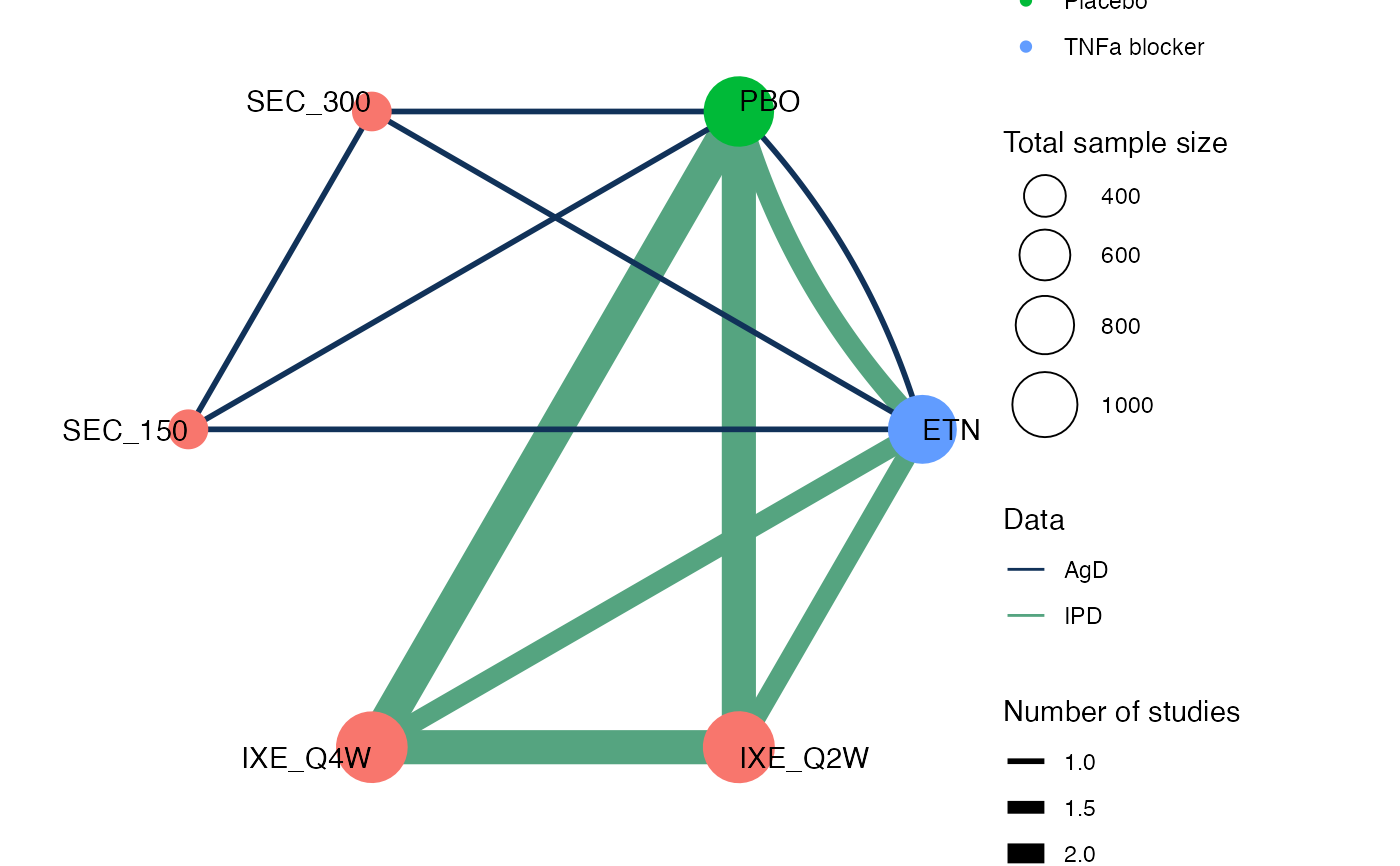 Placebo
TNFa blocker
SEC_300
PBO
SEC_150
ETN
IXE_Q4W
IXE_Q2W
Total sample size
400
600
800
1000
Data
AgD
IPD
Number of studies
1.0
1.5
2.0